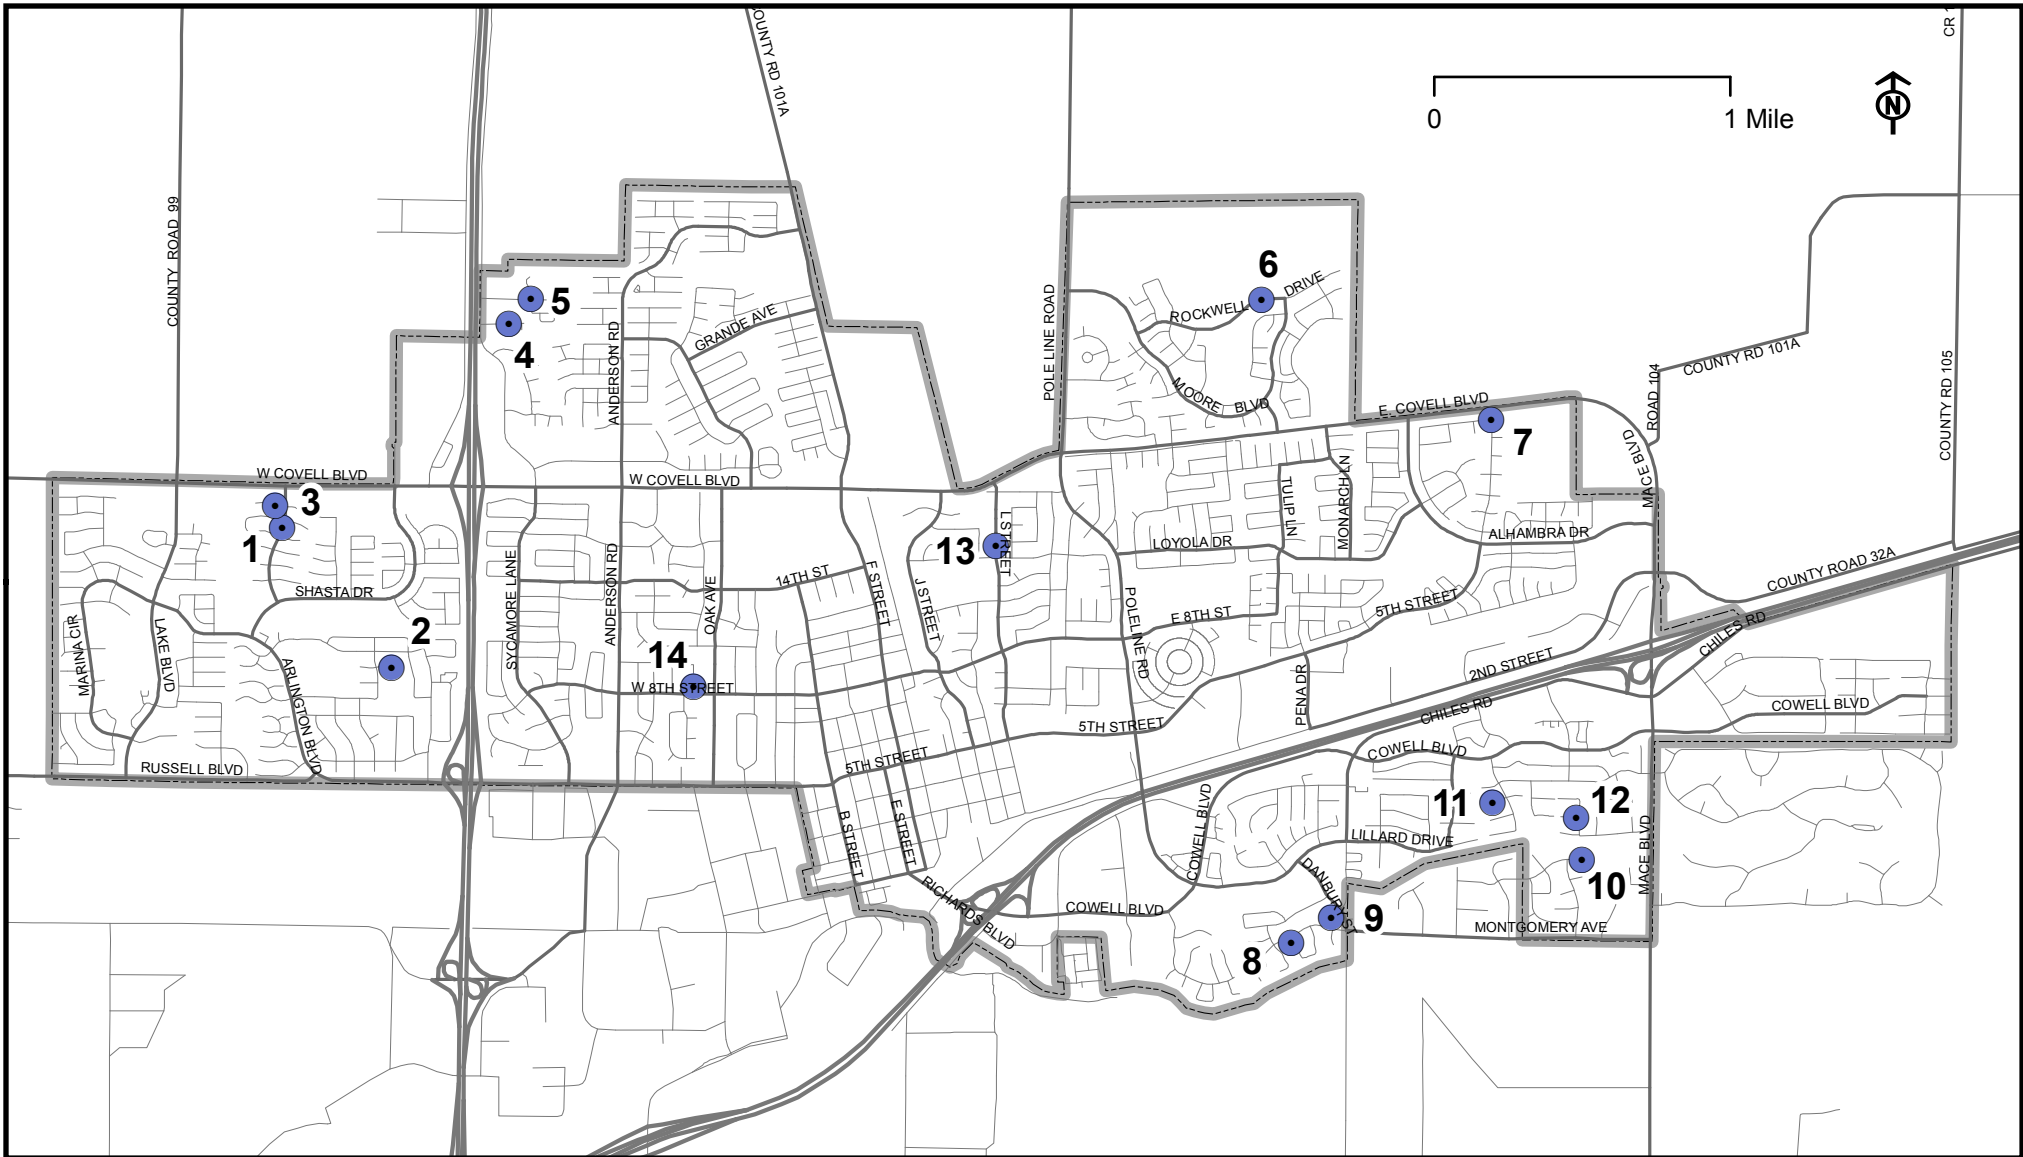 COUNTY RD 101A
CR 1
0
1 Mile
N
COUNTY ROAD 99
6
ROCKWELL DRIVE
5
4
GRANDE AVE
ANDERSON RD
POLE LINE ROAD
MOORE BLVD
E. COVELL BLVD
7
ROAD 104
COUNTY RD 101A
COUNTY RD 105
MACE BLVD
W COVELL BLVD
W COVELL BLVD
3
1
13
L STREET
TULIP LN
MONARCH LN
LOYOLA DR
ALHAMBRA DR
COUNTY ROAD 32A
SHASTA DR
SYCAMORE LANE
ANDERSON RD
OAK AVE
14TH ST
F STREET
J STREET
POLELINE RD
E 8TH ST
5TH STREET
MARINA CIR
LAKE BLVD
ARLINGTON BLVD
2
14
W 8TH STREET
2ND STREET
CHILES RD
PENA DR
CHILES RD
5TH STREET
COWELL BLVD
RUSSELL BLVD
5TH STREET
COWELL BLVD
B STREET
E STREET
COWELL BLVD
11
12
LILLARD DRIVE
MACE BLVD
10
DANBURY ST
RICHARDS BLVD
COWELL BLVD
9
MONTGOMERY AVE
8